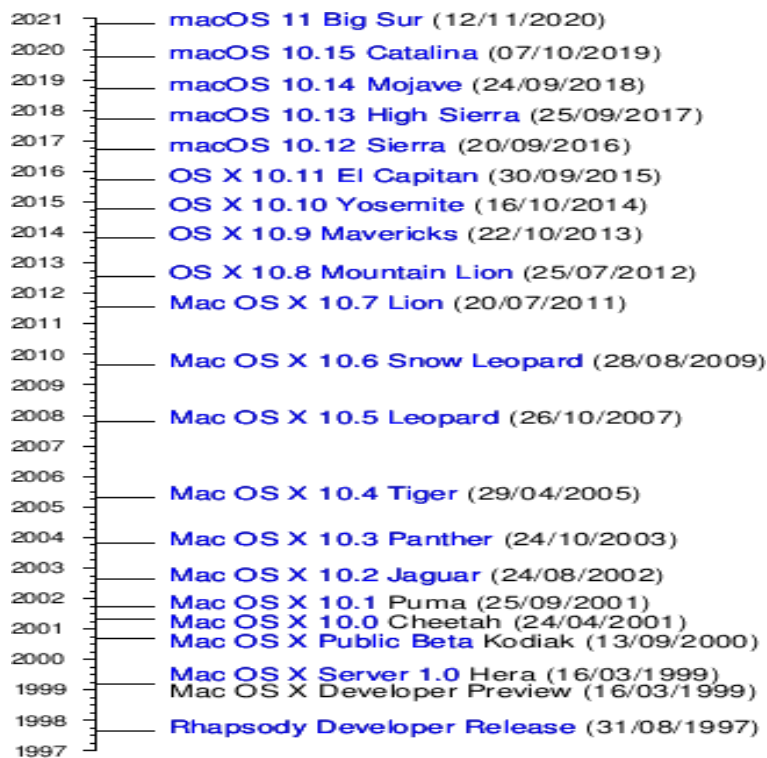 2021 macOS 11 Big Sur (12/11/2020)
2020 macOS 10.15 Catalina (07/10/2019)
2019 macOS 10.14 Mojave (24/09/2018)
2018 macOS 10.13 High Sierra (25/09/2017)
2017 macOS 10.12 Sierra (20/09/2016)
2016 OS X 10.11 El Capitan (30/09/2015)
2015 OS X 10.10 Yosemite (16/10/2014)
2014 OS X 10.9 Mavericks (22/10/2013)
2013 OS X 10.8 Mountain Lion (25/07/2012)
2012 Mac OS X 10.7 Lion (20/07/2011)
2011
2010 Mac OS X 10.6 Snow Leopard (28/08/2009)
2009
2008 Mac OS X 10.5 Leopard (26/10/2007)
2007
2006 Mac OS X 10.4 Tiger (29/04/2005)
2005
2004 Mac OS X 10.3 Panther (24/10/2003)
2003 Mac OS X 10.2 Jaguar (24/08/2002)
2002 Mac OS X 10.1 Puma (25/09/2001)
2001 Mac OS X 10.0 Cheetah (24/04/2001)
Mac OS X Public Beta Kodiak (13/09/2000)
2000 Mac OS X Server 1.0 Hera (16/03/1999)
1999 Mac OS X Developer Preview (16/03/1999)
1998 Rhapsody Developer Release (31/08/1997)
1997